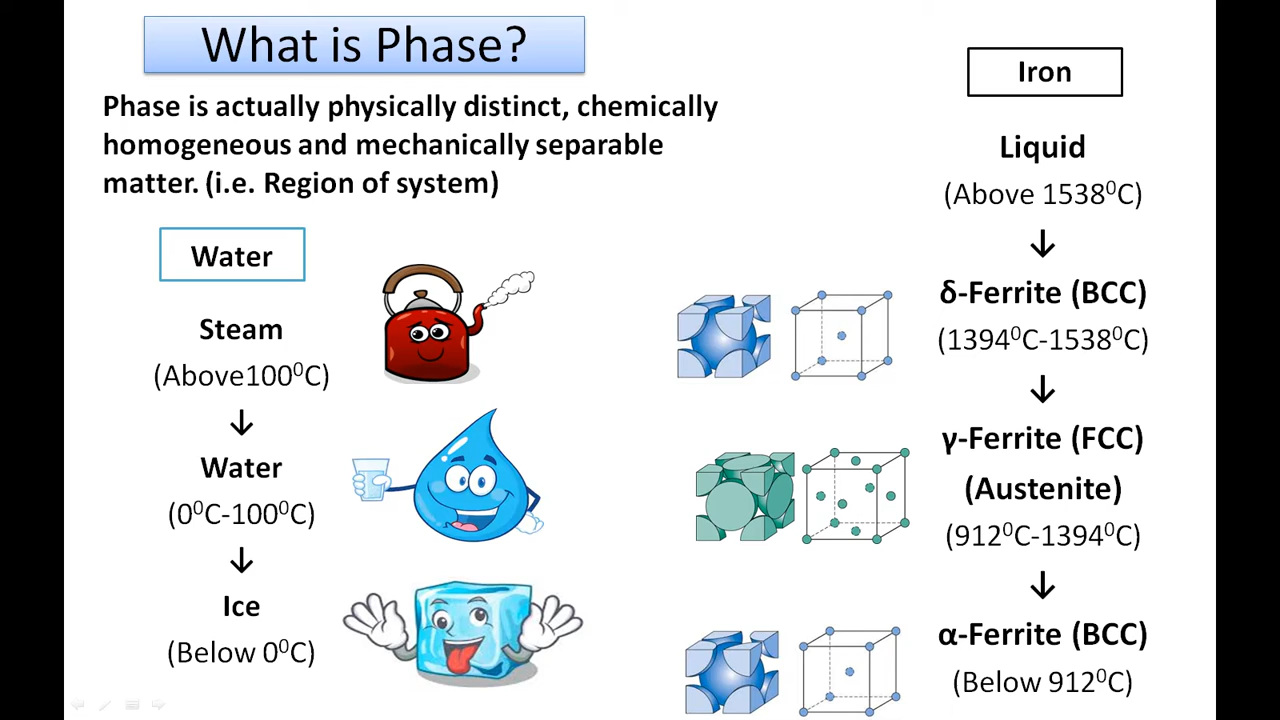 What is Phase?
Phase is actually physically distinct, chemically
homogeneous and mechanically separable
matter. (i.e. Region of system)
Water
Steam
(Above100⁰C)
↓
Water
(0⁰C-100⁰C)
↓
Ice
(Below 0⁰C)
Iron
Liquid
(Above 1538⁰C)
↓
δ-Ferrite (BCC)
(1394⁰C-1538⁰C)
↓
γ-Ferrite (FCC)
(Austenite)
(912⁰C-1394⁰C)
↓
α-Ferrite (BCC)
(Below 912⁰C)